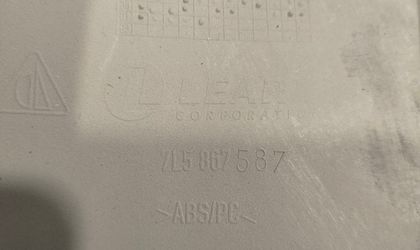 LEAR
CORPORATI
7L5 867 587
>ABS/PC<